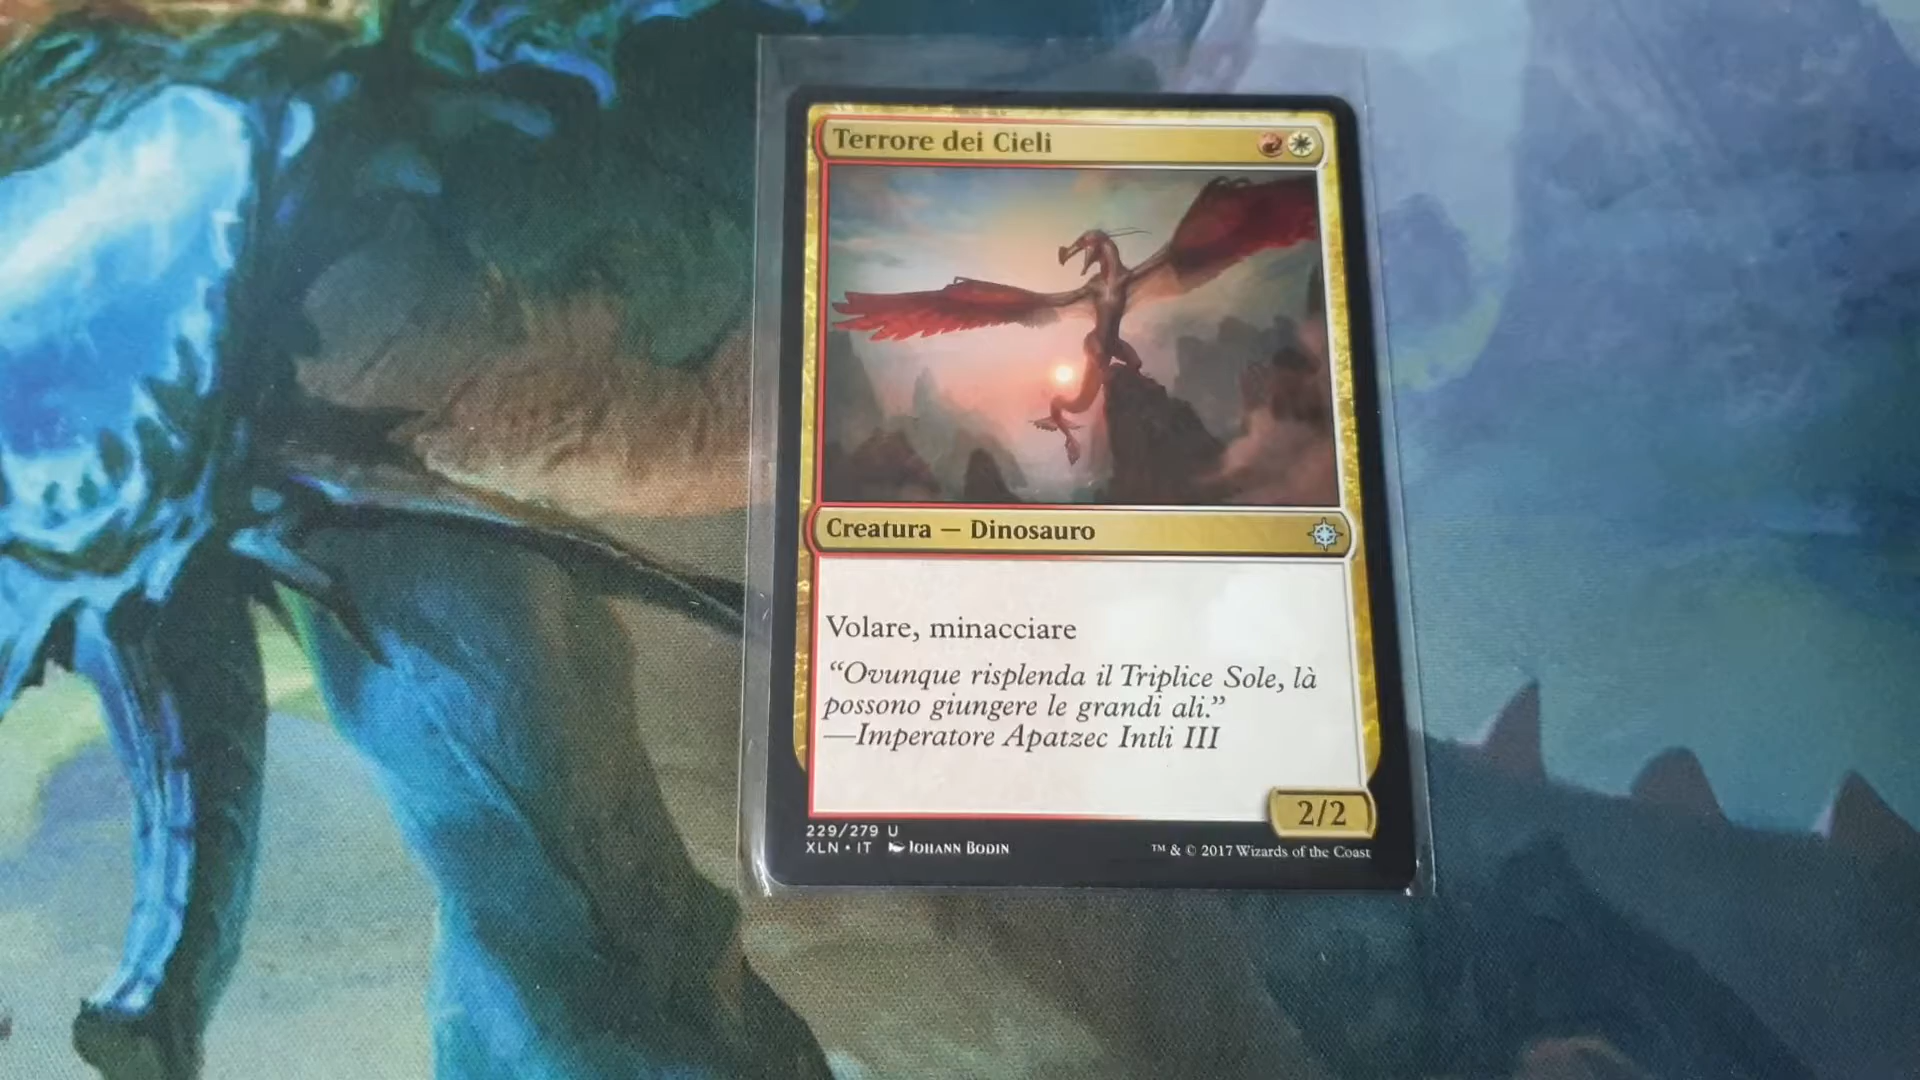 Terrore dei Cieli
Creatura — Dinosauro
Volare, minacciare
“Ovunque risplenda il Triplice Sole, là
possono giungere le grandi ali.”
—Imperatore Apatzec Intli III
2/2
229/279 U
XLN • IT Johann Bodin
™ & © 2017 Wizards of the Coast